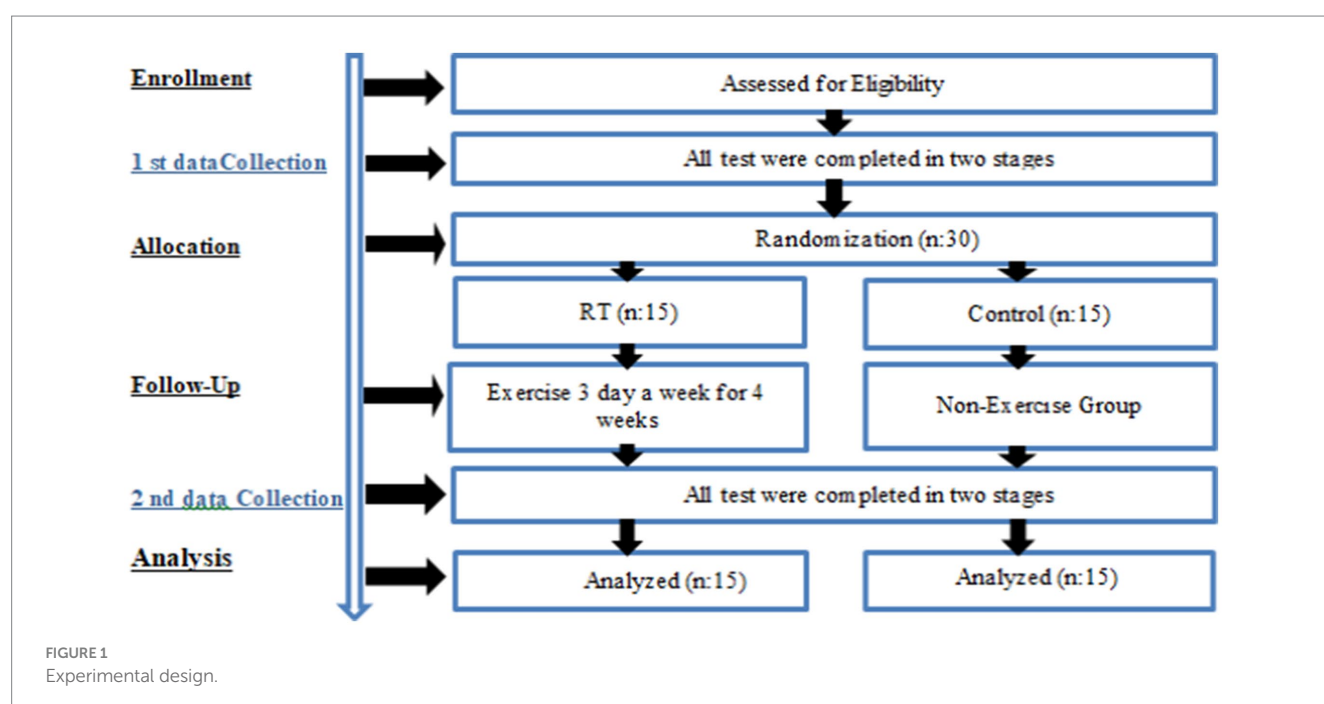 Enrollment
Assessed for Eligibility
1 st dataCollection
All test were completed in two stages
Allocation
Randomization (n:30)
RT (n:15)
Control (n:15)
Follow-Up
Exercise 3 day a week for 4
weeks
Non-Exercise Group
2 nd data Collection
All test were completed in two stages
Analysis
Analyzed (n:15)
Analyzed (n:15)
FIGURE 1
Experimental design.